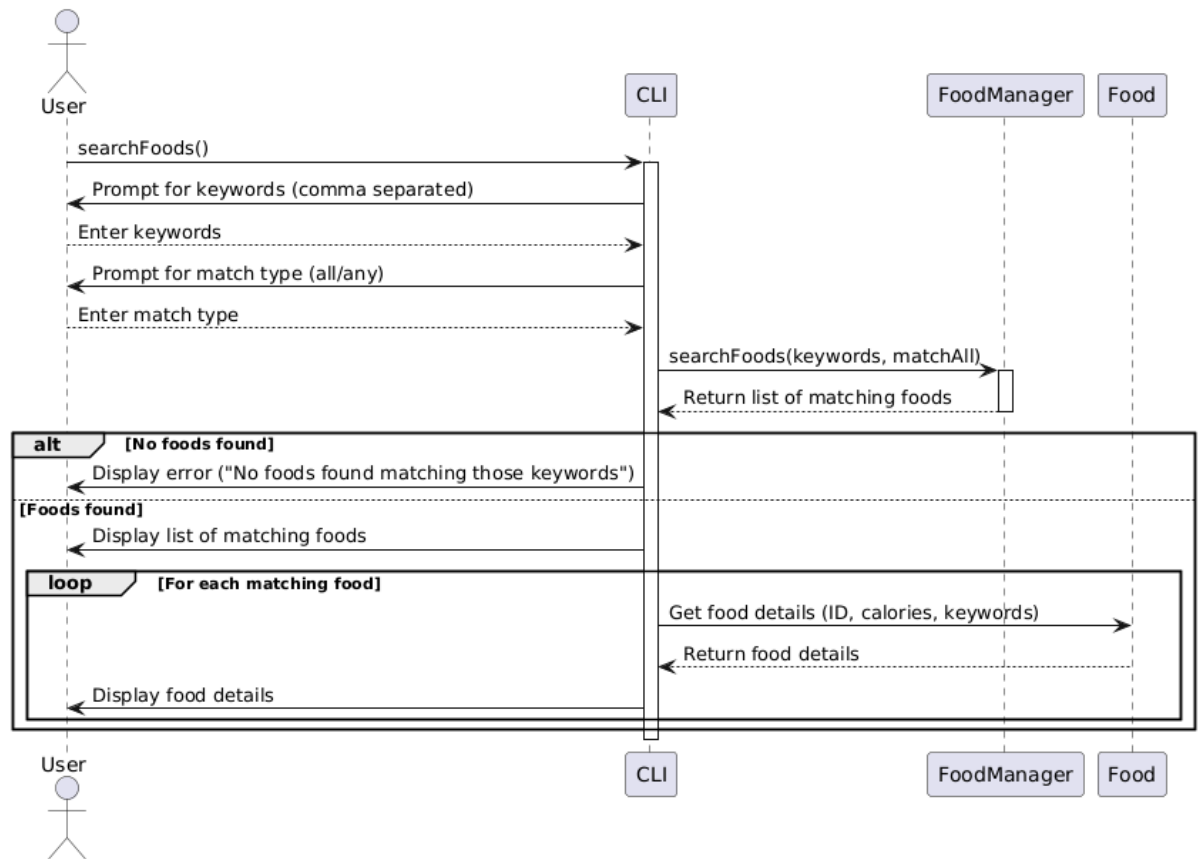 User
CLI
FoodManager
Food
searchFoods()
Prompt for keywords (comma separated)
Enter keywords
Prompt for match type (all/any)
Enter match type
searchFoods(keywords, matchAll)
Return list of matching foods
alt
[No foods found]
Display error ("No foods found matching those keywords")
[Foods found]
Display list of matching foods
loop
[For each matching food]
Get food details (ID, calories, keywords)
Return food details
Display food details
User
CLI
FoodManager
Food